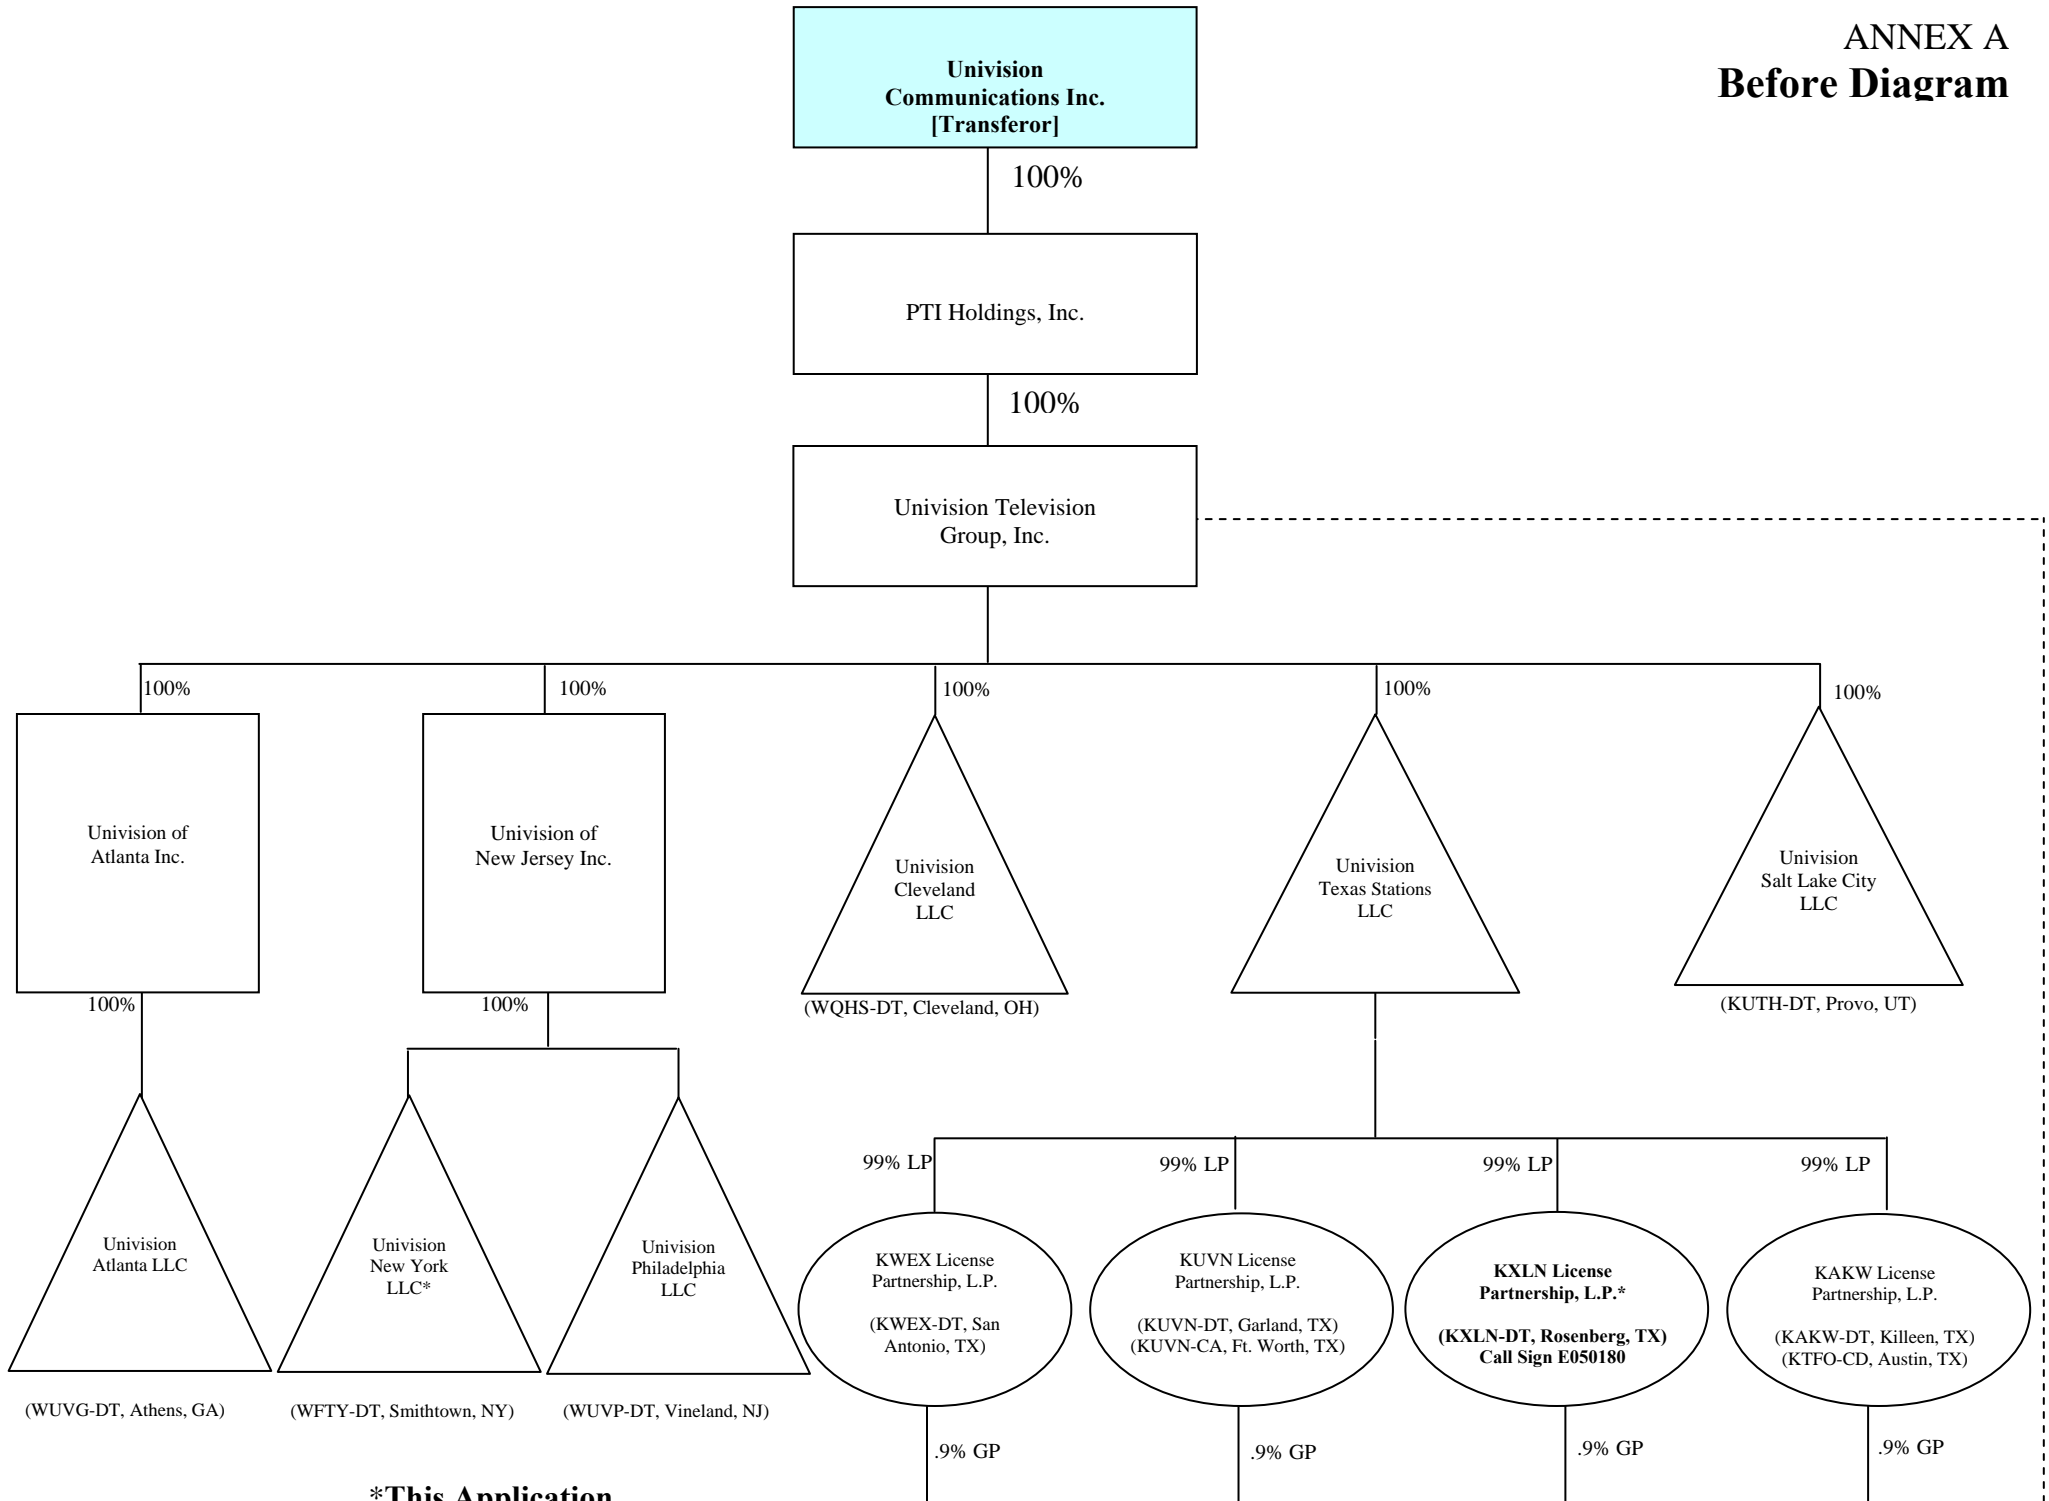 ANNEX A
Before Diagram
Univision
Communications Inc.
[Transferor]
100%
PTI Holdings, Inc.
100%
Univision Television
Group, Inc.
100%
100%
100%
100%
100%
Univision of
Atlanta Inc.
Univision of
New Jersey Inc.
Univision
Cleveland
LLC
Univision
Texas Stations
LLC
Univision
Salt Lake City
LLC
100%
100%
(WQHS-DT, Cleveland, OH)
(KUTH-DT, Provo, UT)
99% LP
99% LP
99% LP
99% LP
Univision
Atlanta LLC
Univision
New York
LLC*
Univision
Philadelphia
LLC
KWEX License
Partnership, L.P.
(KWEX-DT, San
Antonio, TX)
KUVN License
Partnership, L.P.
(KUVN-DT, Garland, TX)
(KUVN-CA, Ft. Worth, TX)
KXLN License
Partnership, L.P.*
(KXLN-DT, Rosenberg, TX)
Call Sign E050180
KAKW License
Partnership, L.P.
(KAKW-DT, Killeen, TX)
(KTFO-CD, Austin, TX)
(WUVG-DT, Athens, GA)
(WFTY-DT, Smithtown, NY)
(WUVP-DT, Vineland, NJ)
.9% GP
.9% GP
.9% GP
.9% GP
*This Application